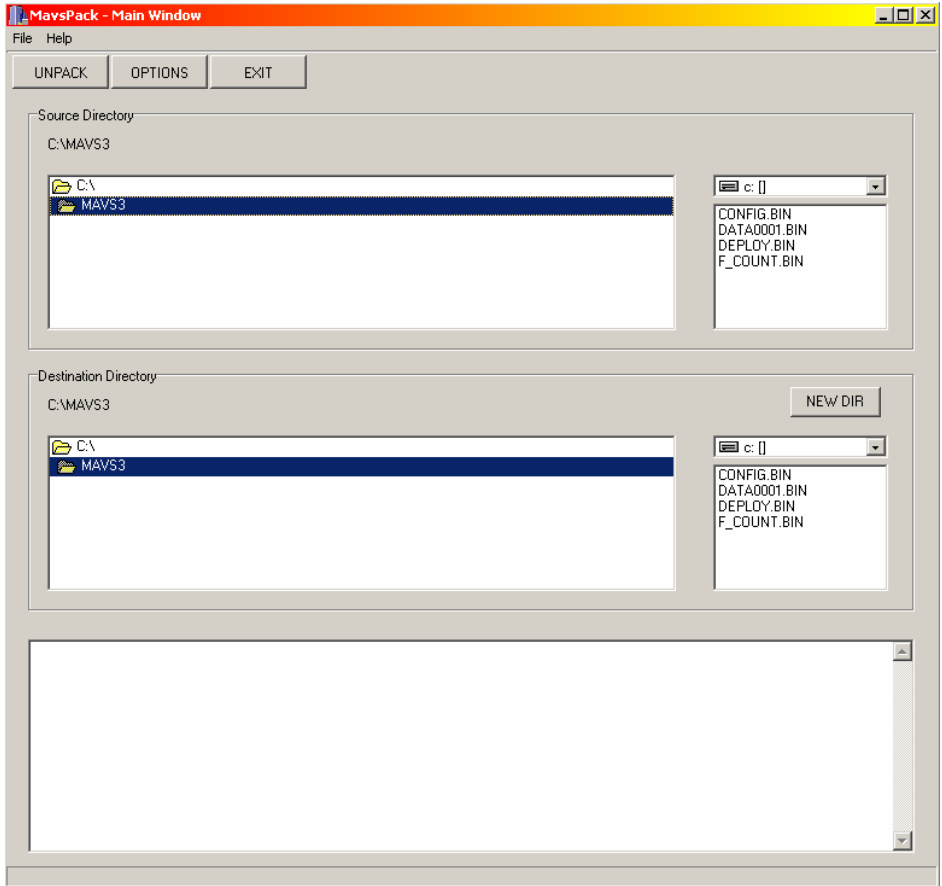 MavsPack - Main Window
File Help
UNPACK OPTIONS EXIT
Source Directory
C:\MAVS3
C:\
MAVS3
c: []
CONFIG.BIN
DATA0001.BIN
DEPLOY.BIN
F_COUNT.BIN
Destination Directory
C:\MAVS3
NEW DIR
C:\
MAVS3
c: []
CONFIG.BIN
DATA0001.BIN
DEPLOY.BIN
F_COUNT.BIN